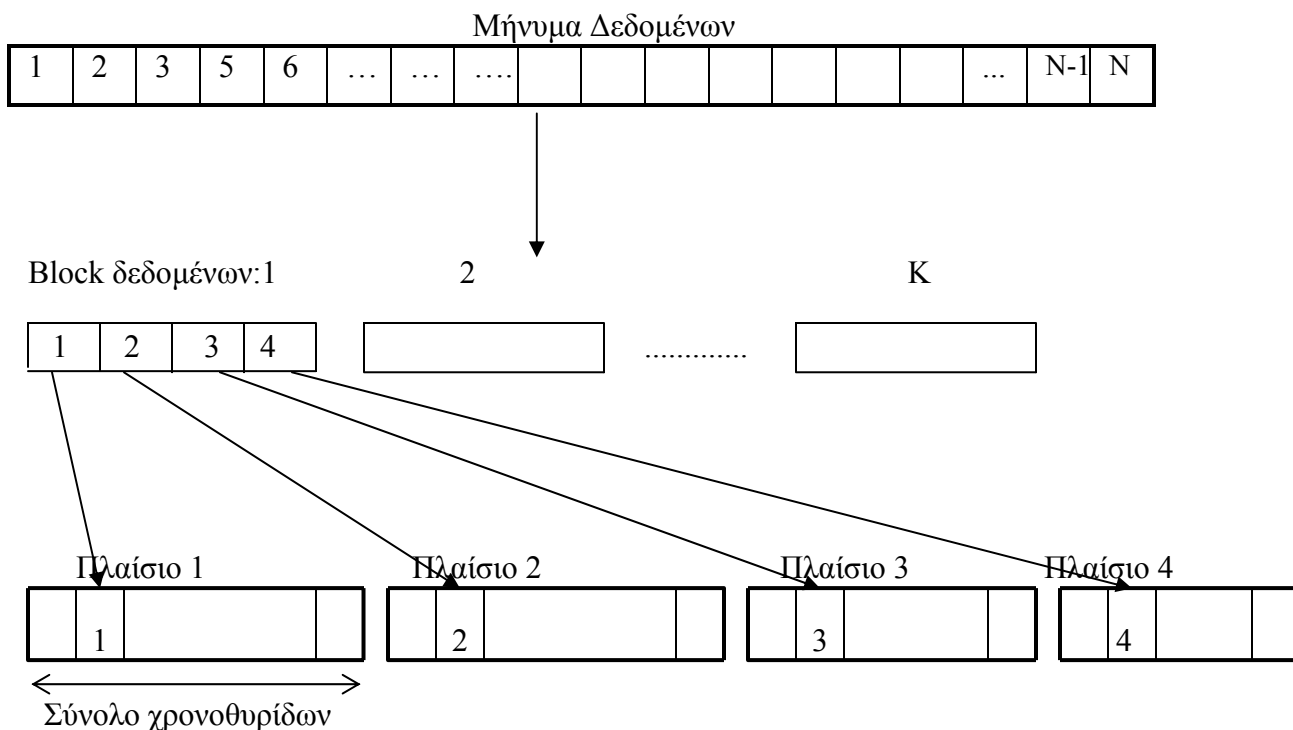 Μήνυμα Δεδομένων
1 2 3 5 6 … … …. ... N-1 N
Block δεδομένων:1 2 K
1 2 3 4 .............
Πλαίσιο 1 Πλαίσιο 2 Πλαίσιο 3 Πλαίσιο 4
1 2 3 4
Σύνολο χρονοθυρίδων